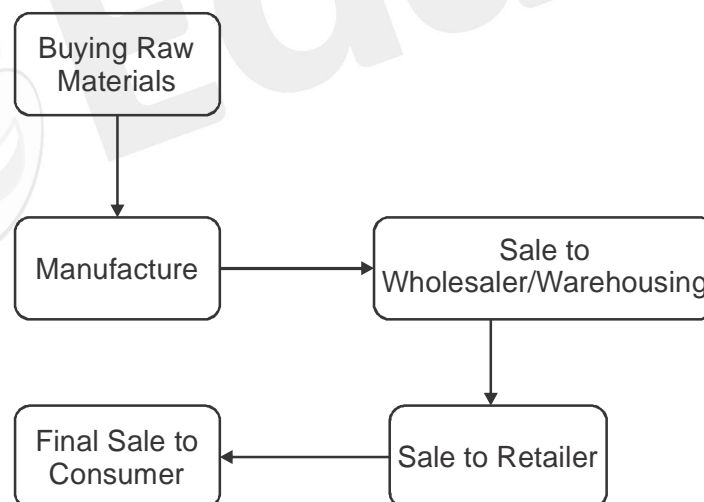 Buying Raw
Materials
Manufacture
Sale to
Wholesaler/Warehousing
Sale to Retailer
Final Sale to
Consumer